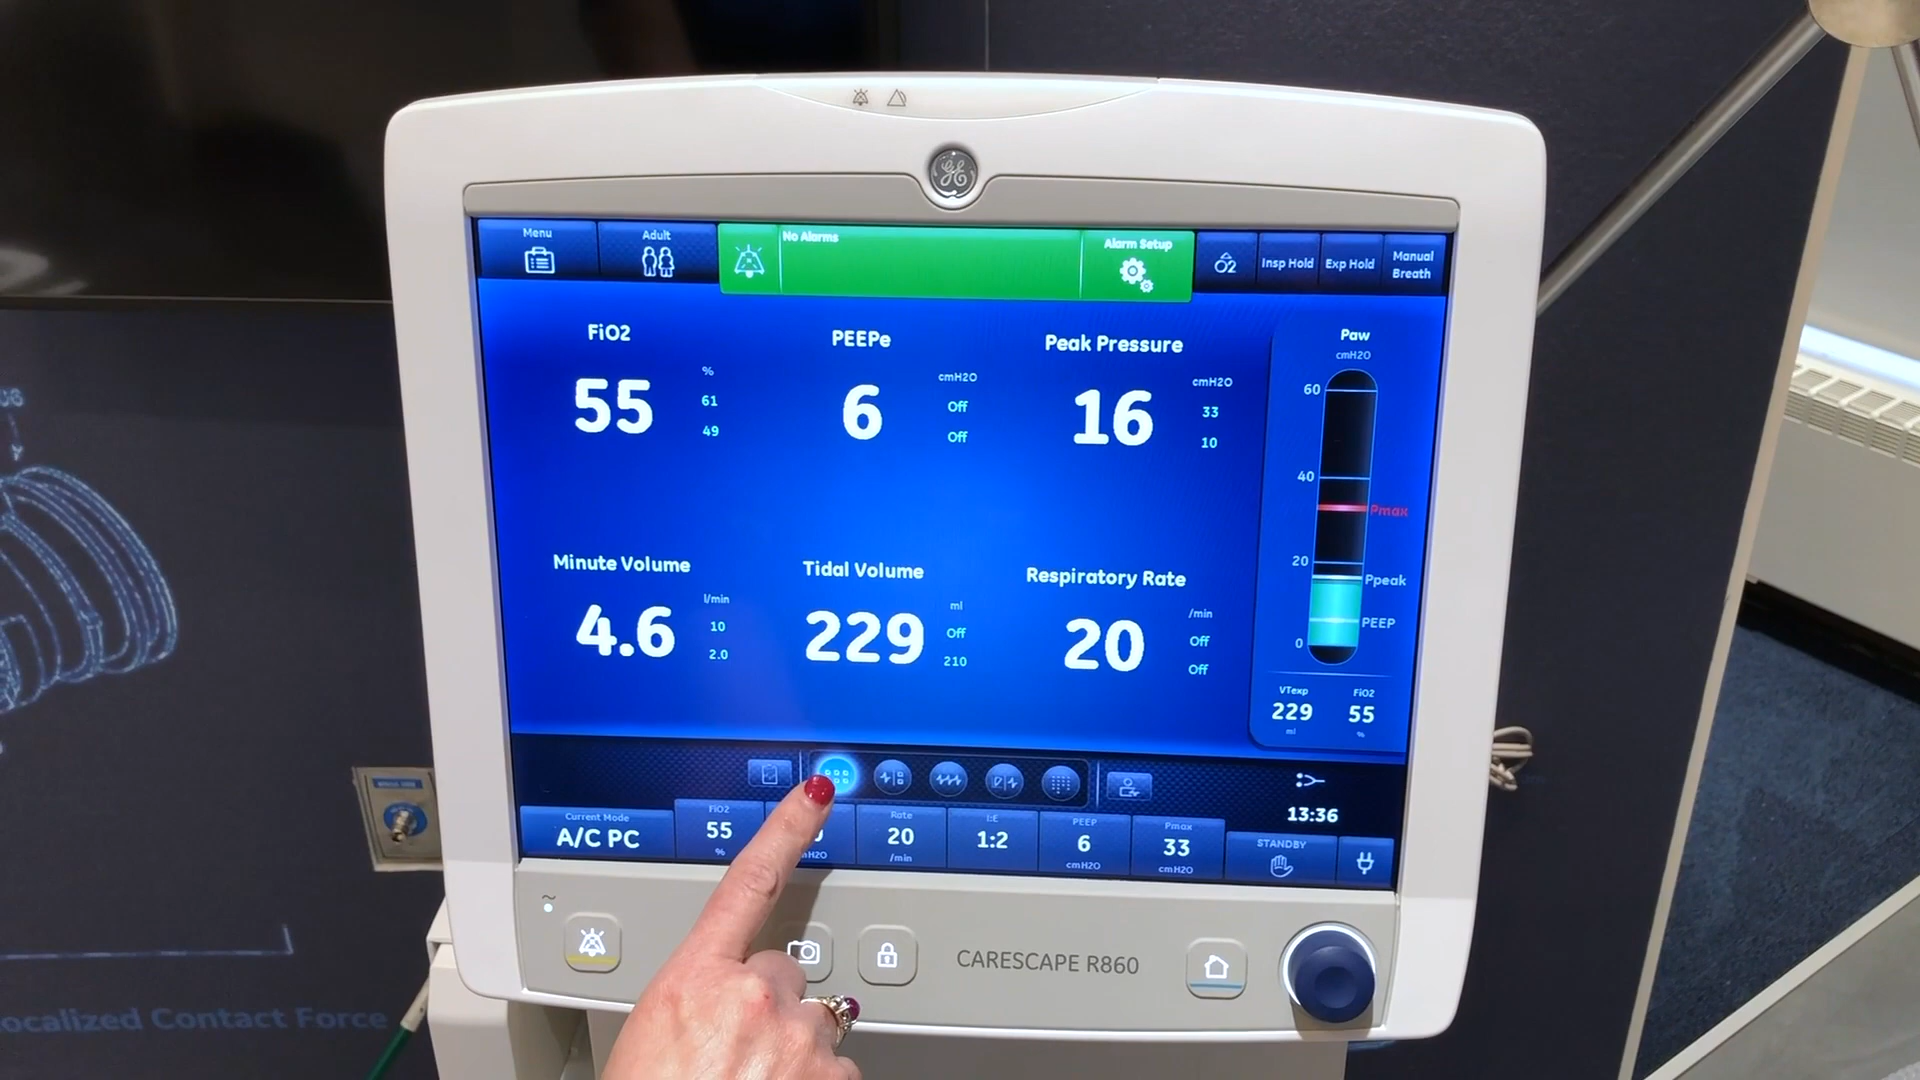 GE
Menu
Adult
No Alarms
Alarm Setup
O2
Insp Hold
Exp Hold
Manual
Breath
FiO2
55
%
61
49
PEEPe
6
cmH2O
Off
Off
Peak Pressure
16
cmH2O
33
10
Paw
cmH2O
60
40
Pmax
20
Ppeak
PEEP
0
Minute Volume
4.6
l/min
10
2.0
Tidal Volume
229
ml
Off
210
Respiratory Rate
20
/min
Off
Off
VTexp
229
ml
FiO2
55
%
13:36
Current Mode
A/C PC
FiO2
55
%
Rate
20
/min
I:E
1:2
PEEP
6
cmH2O
Pmax
33
cmH2O
STANDBY
CARESCAPE R860
ocalized Contact Force